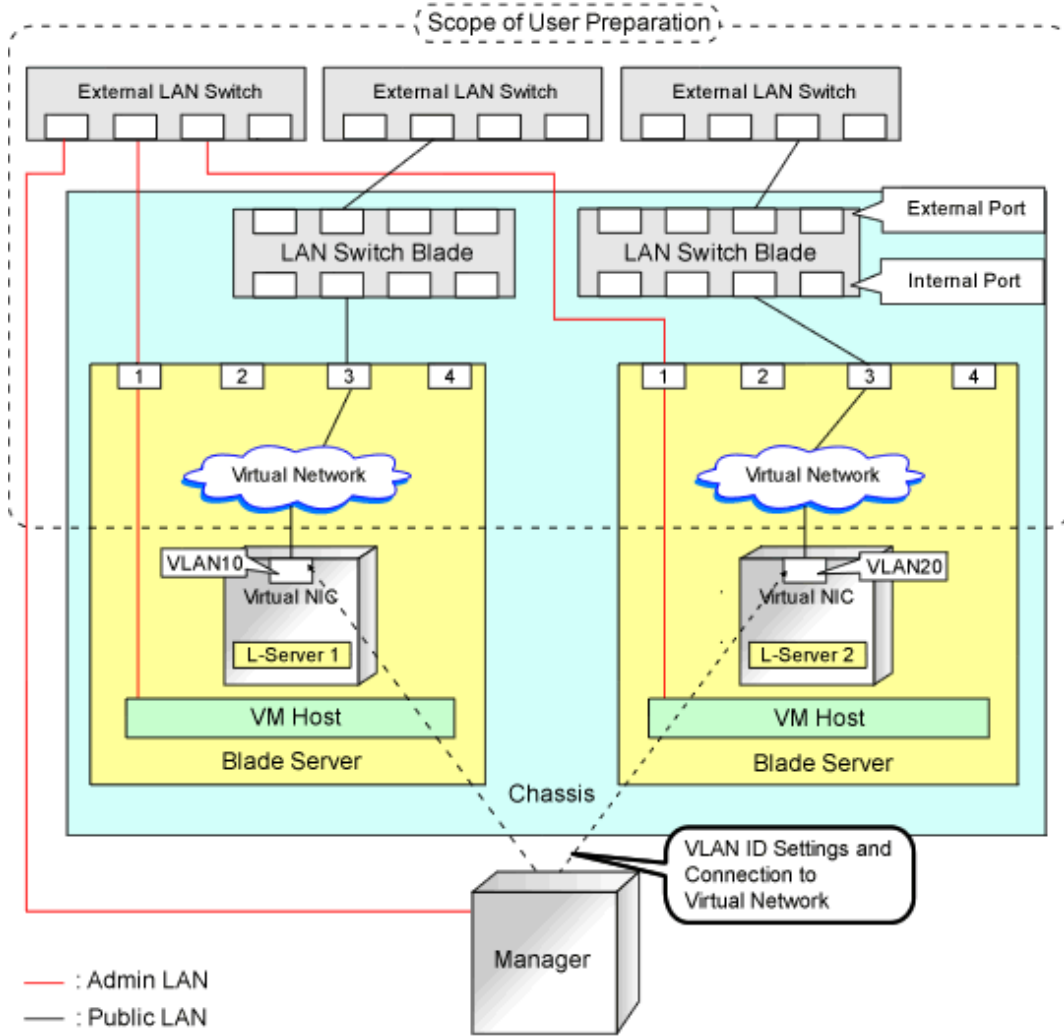 Scope of User Preparation
External LAN Switch
External LAN Switch
External LAN Switch
External Port
LAN Switch Blade
LAN Switch Blade
Internal Port
1
2
3
4
1
2
3
4
Virtual Network
Virtual Network
VLAN10
VLAN20
Virtual NIC
Virtual NIC
L-Server 1
L-Server 2
VM Host
VM Host
Blade Server
Blade Server
Chassis
VLAN ID Settings and
Connection to
Virtual Network
Manager
: Admin LAN
: Public LAN